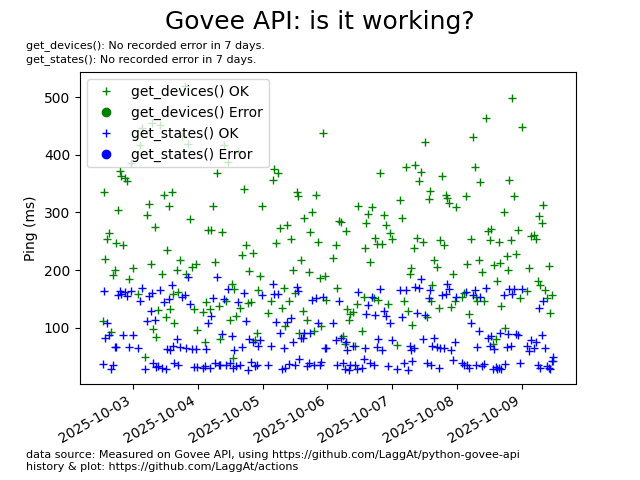 Govee API: is it working?
get_devices(): No recorded error in 7 days.
get_states(): No recorded error in 7 days.
get_devices() OK
get_devices() Error
get_states() OK
get_states() Error
Ping (ms)
500
400
300
200
100
2025-10-03
2025-10-04
2025-10-05
2025-10-06
2025-10-07
2025-10-08
2025-10-09
data source: Measured on Govee API, using https://github.com/LaggAt/python-govee-api
history & plot: https://github.com/LaggAt/actions